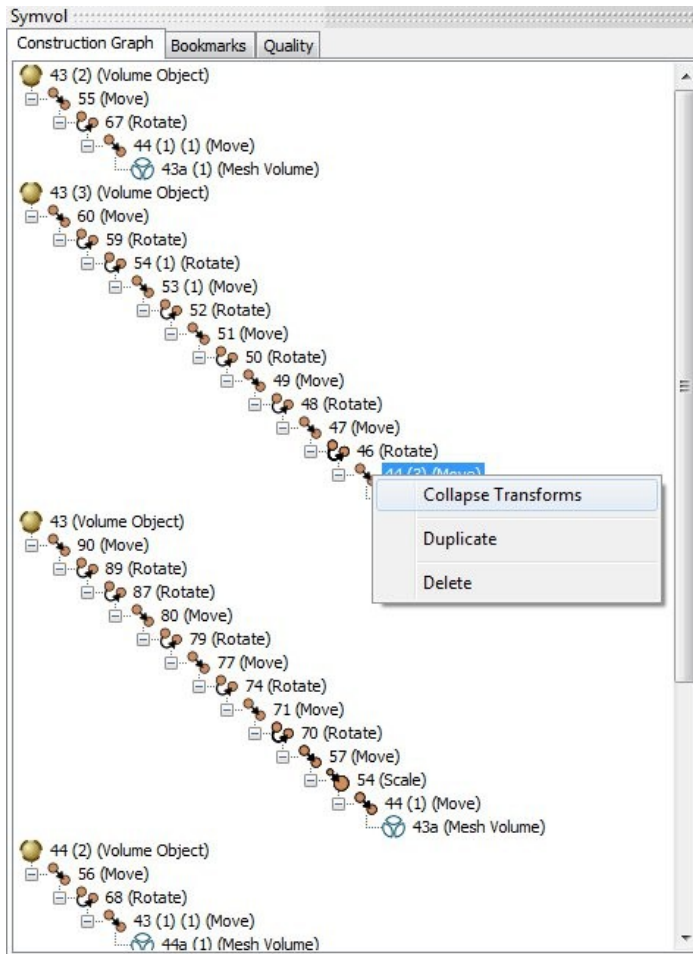 Symvol
Construction Graph Bookmarks Quality
43 (2) (Volume Object)
55 (Move)
67 (Rotate)
44 (1) (1) (Move)
43a (1) (Mesh Volume)
43 (3) (Volume Object)
60 (Move)
59 (Rotate)
54 (1) (Rotate)
53 (1) (Move)
52 (Rotate)
51 (Move)
50 (Rotate)
49 (Move)
48 (Rotate)
47 (Move)
46 (Rotate)
44 (3) (Move)
Collapse Transforms
Duplicate
Delete
43 (Volume Object)
90 (Move)
89 (Rotate)
87 (Rotate)
80 (Move)
79 (Rotate)
77 (Move)
74 (Rotate)
71 (Move)
70 (Rotate)
57 (Move)
54 (Scale)
44 (1) (Move)
43a (Mesh Volume)
44 (2) (Volume Object)
56 (Move)
68 (Rotate)
43 (1) (1) (Move)
44a (1) (Mesh Volume)